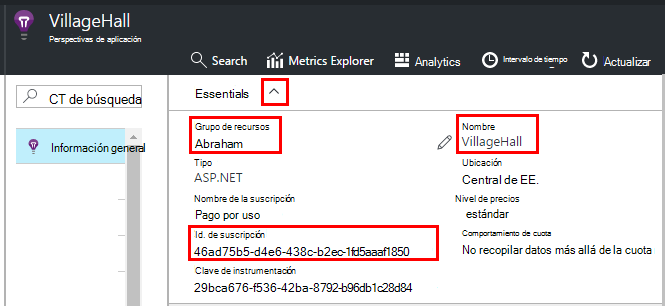 VillageHall
Perspectivas de aplicación
Search
Metrics Explorer
Analytics
Intervalo de tiempo
Actualizar
CT de búsqueda
Información general
Essentials
Grupo de recursos
Abraham
Nombre
VillageHall
Tipo
ASP.NET
Ubicación
Central de EE.
Nombre de la suscripción
Pago por uso
Nivel de precios
estándar
Id. de suscripción
46ad75b5-d4e6-438c-b2ec-1fd5aaaf1850
Comportamiento de cuota
No recopilar datos más allá de la cuota
Clave de instrumentación
29bca676-f536-42ba-8792-b96db1c28d84